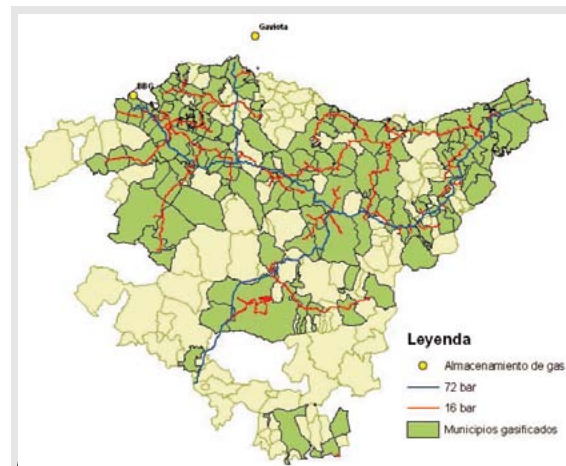 Gaviota
BBG
Leyenda
Almacenamiento de gas
72 bar
16 bar
Municipios gasificados